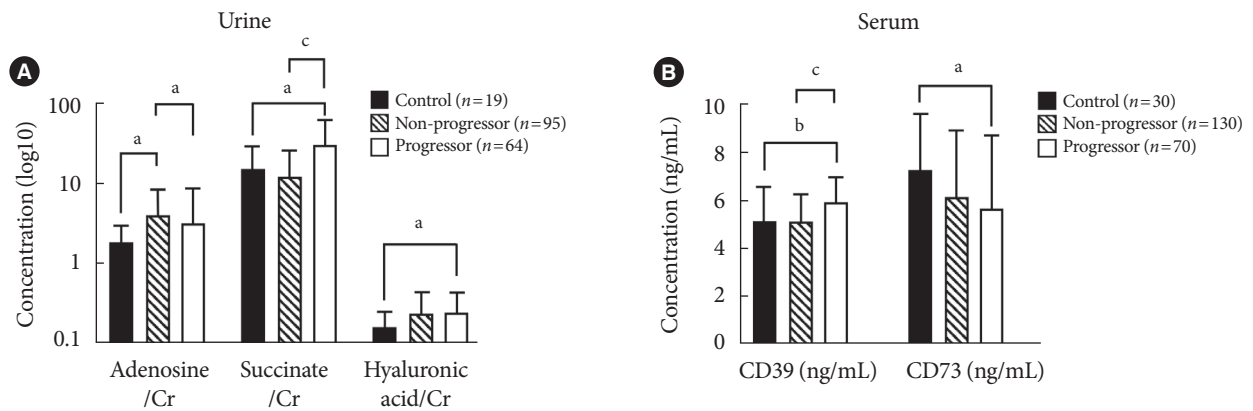 Urine
A
Concentration (log10)
100
10
1
0.1
a
a
a
c
a
Control (n=19)
Non-progressor (n=95)
Progressor (n=64)
Adenosine
/Cr
Succinate
/Cr
Hyaluronic
acid/Cr
Serum
B
Concentration (ng/mL)
10
8
6
4
2
0
b
c
a
Control (n=30)
Non-progressor (n=130)
Progressor (n=70)
CD39 (ng/mL)
CD73 (ng/mL)